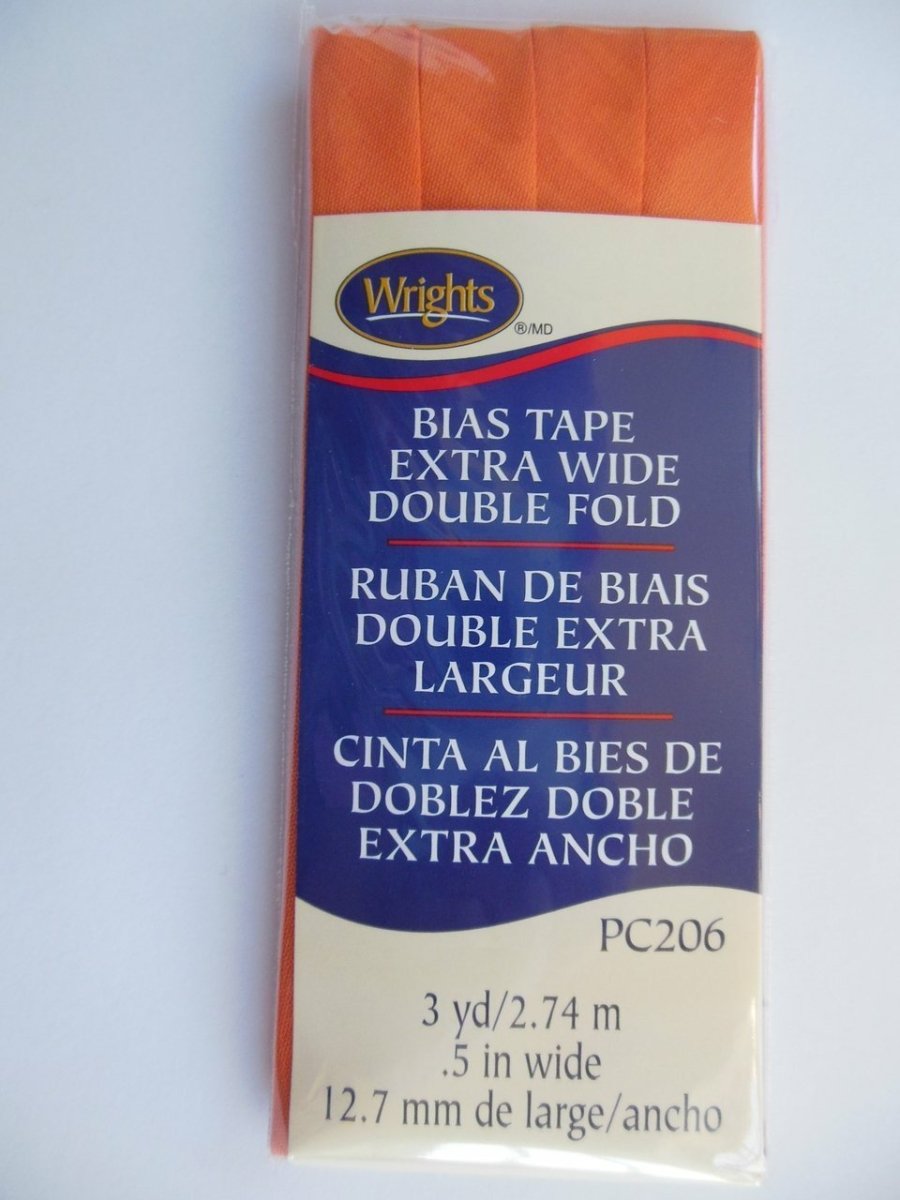 Wrights
®/MD
BIAS TAPE
EXTRA WIDE
DOUBLE FOLD
RUBAN DE BIAIS
DOUBLE EXTRA
LARGEUR
CINTA AL BIES DE
DOBLEZ DOBLE
EXTRA ANCHO
PC206
3 yd/2.74 m
.5 in wide
12.7 mm de large/ancho